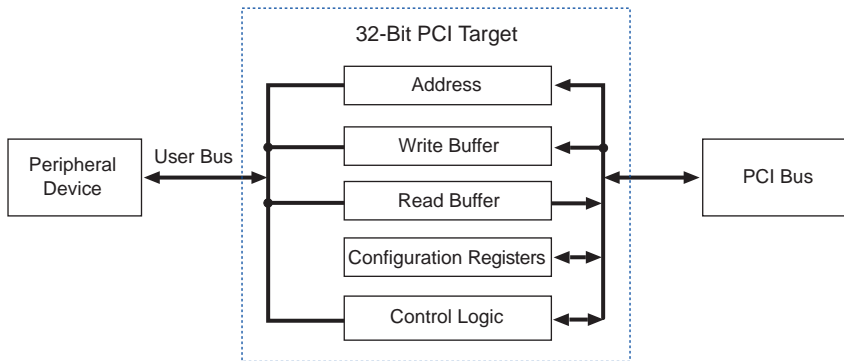 32-Bit PCI Target
Address
Write Buffer
Read Buffer
Configuration Registers
Control Logic
Peripheral
Device
User Bus
PCI Bus